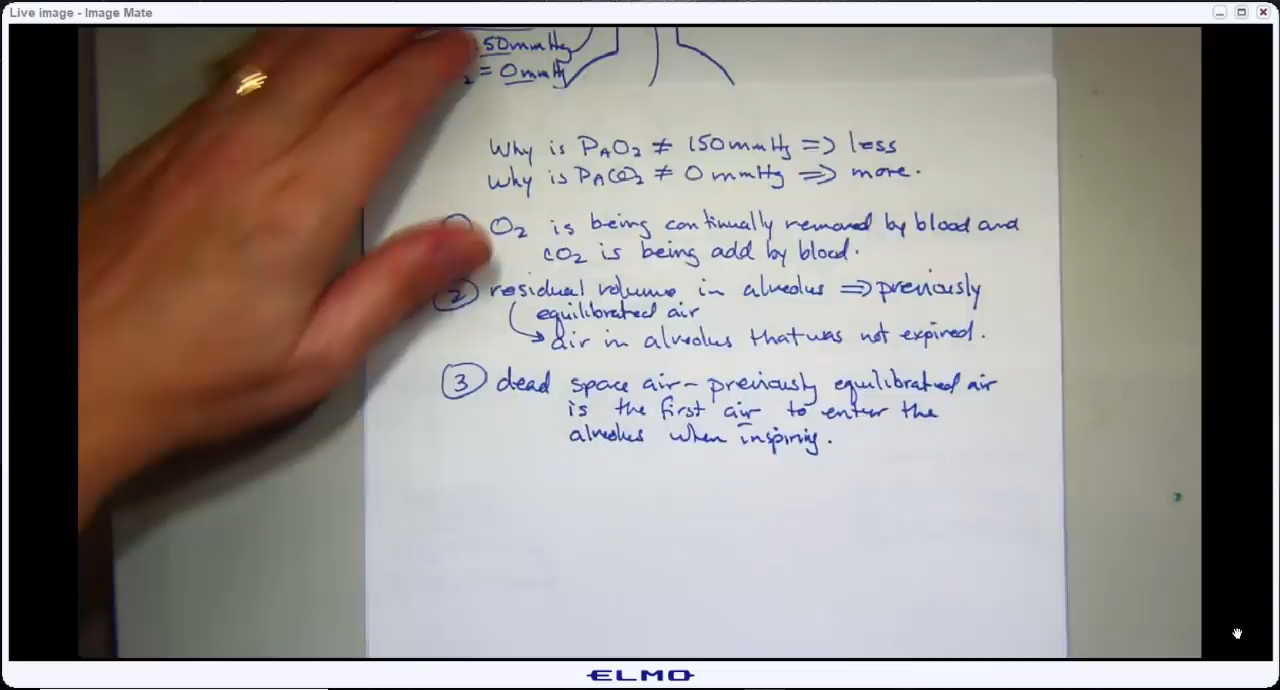 Live image - Image Mate
50mmHg
2 = 0mmHg
Why is PAO2 ≠ 150mmHg => less
Why is PACO2 ≠ 0 mmHg => more.
O2 is being continually removed by blood and
CO2 is being add by blood.
② residual volume in alveolus => previously
equilibrated air
→ air in alveolus that was not expired.
③ dead space air - previously equilibrated air
is the first air to enter the
alveolus when inspiring.
ELMO